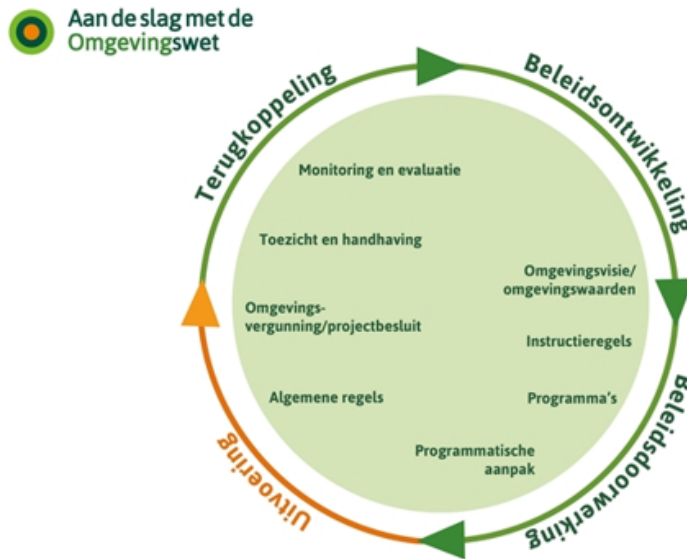 Aan de slag met de
Omgevingswet
Terugkoppeling
Beleidsontwikkeling
Monitoring en evaluatie
Toezicht en handhaving
Omgevingsvisie/
omgevingswaarden
Omgevings-
vergunning/projectbesluit
Instructieregels
Algemene regels
Programma's
Programmatische
aanpak
Uitvoering
Beleidsdoorwerking